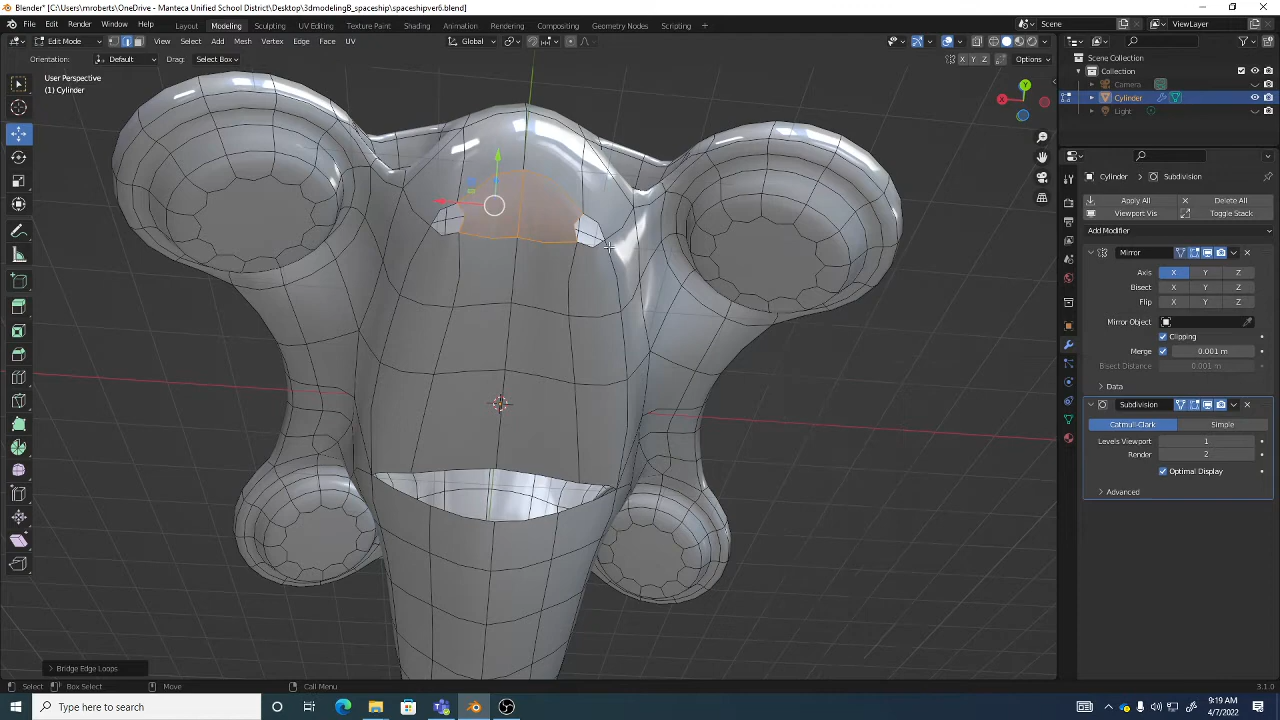 Blender* [C:\Users\mroberts\OneDrive - Manteca Unified School District\Desktop\3dmodelingB_spaceship\spaceshipver6.blend]
File Edit Render Window Help Layout Modeling Sculpting UV Editing Texture Paint Shading Animation Rendering Compositing Geometry Nodes Scripting + Scene ViewLayer
Edit Mode View Select Add Mesh Vertex Edge Face UV Global
Orientation: Default Drag: Select Box X Y Z Options
User Perspective
(1) Cylinder
Y
X
Scene Collection
Collection
Camera
Cylinder
Light
Cylinder > Subdivision
Apply All Delete All
Viewport Vis Toggle Stack
Add Modifier
Mirror
Axis X Y Z
Bisect X Y Z
Flip X Y Z
Mirror Object
Clipping
Merge 0.001 m
Bisect Distance 0.001 m
> Data
Subdivision
Catmull-Clark Simple
Levels Viewport 1
Render 2
Optimal Display
> Advanced
> Bridge Edge Loops
Select Box Select Move Call Menu 3.1.0
Type here to search
9:19 AM
4/7/2022